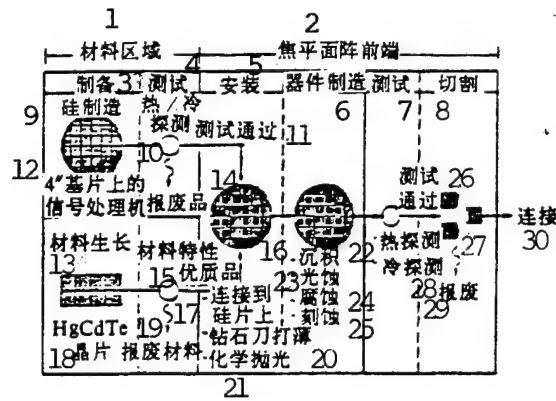 1 2
材料区域 焦平面阵前端
制备 3 测试 4 安装 5 器件制造 6 测试 7 切割 8
9 硅制造 热/冷
探测 测试通过 11
12 10
4"基片上的 报废品 14
信号处理机
测试
通过 26
连接
30
27
材料生长 材料特性 16 沉积 22 热探测
13 15 优质品 23 光蚀 冷探测
17 连接到 腐蚀 24 28 报废
硅片上 刻蚀 25 29
HgCdTe 19 钻石刀打薄
18 晶片 报废材料 化学抛光 20
21